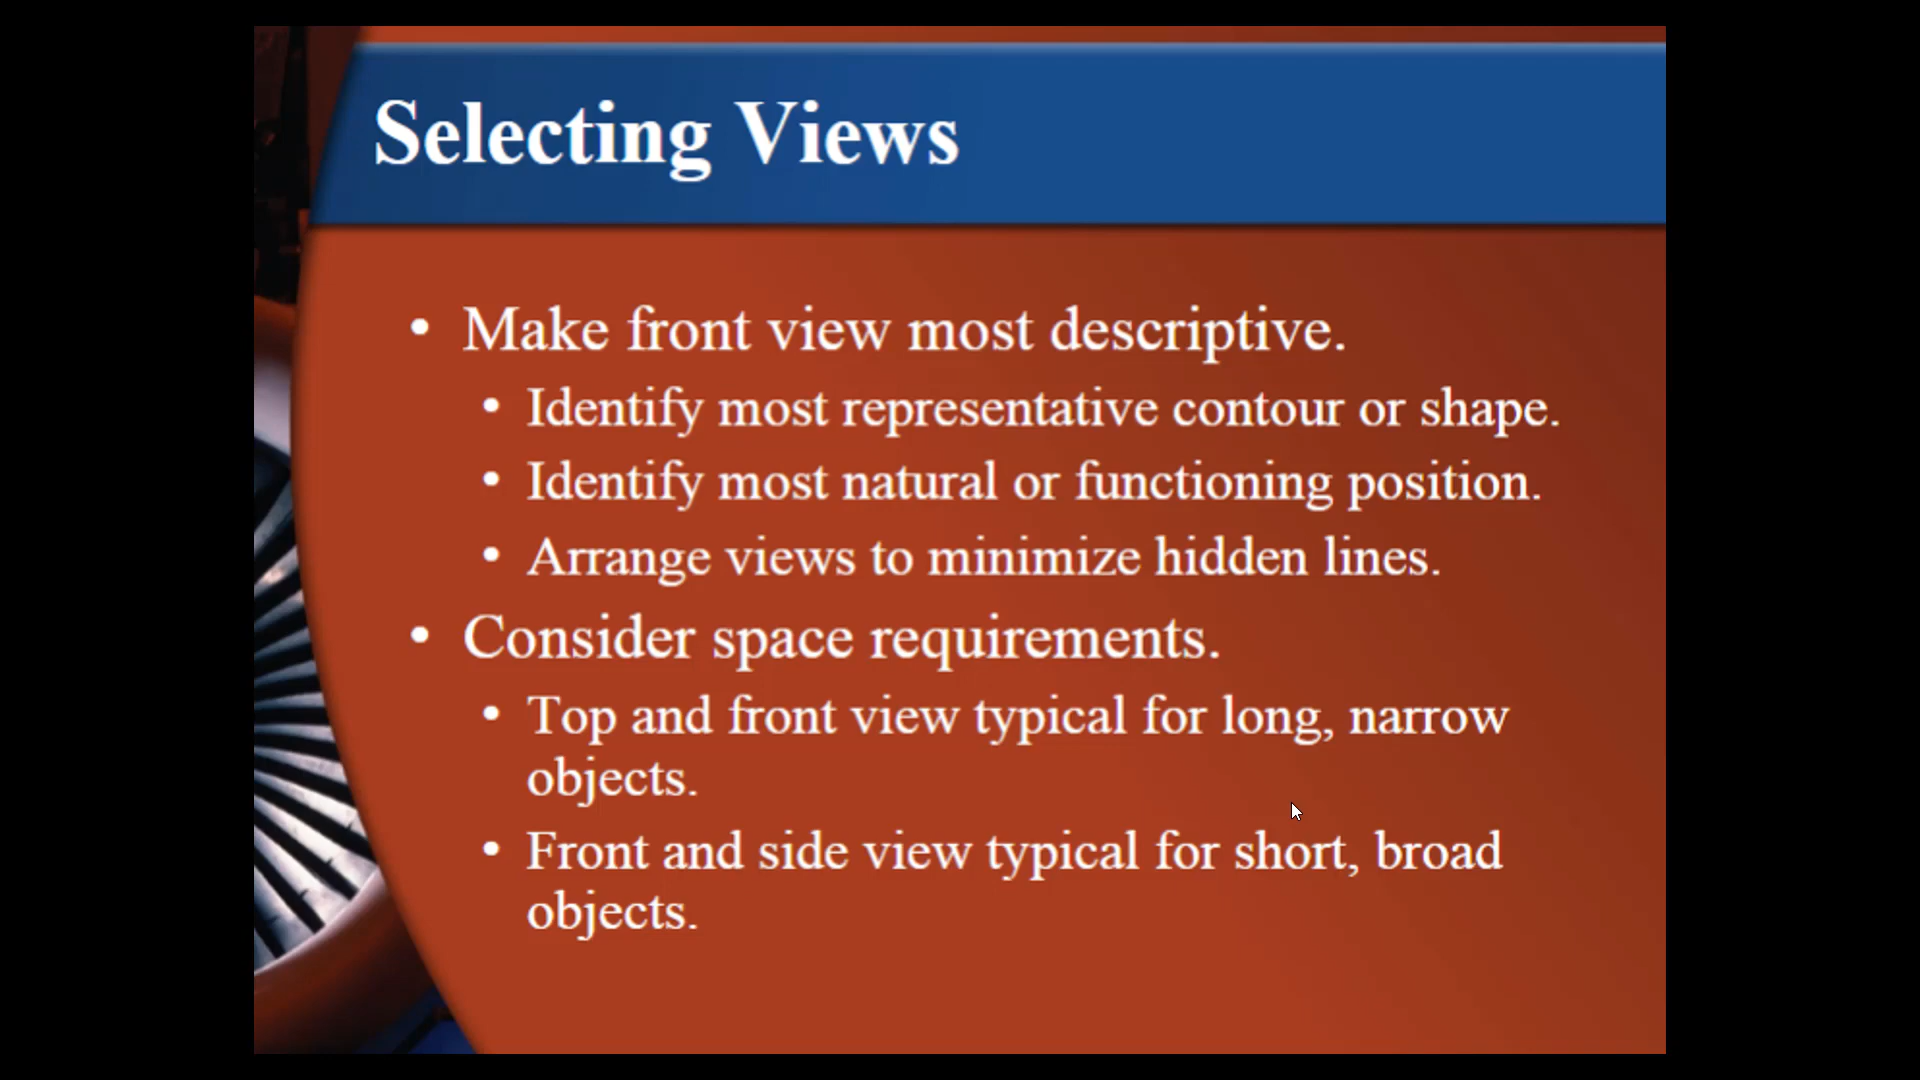 Selecting Views
• Make front view most descriptive.
• Identify most representative contour or shape.
• Identify most natural or functioning position.
• Arrange views to minimize hidden lines.
• Consider space requirements.
• Top and front view typical for long, narrow
objects.
• Front and side view typical for short, broad
objects.